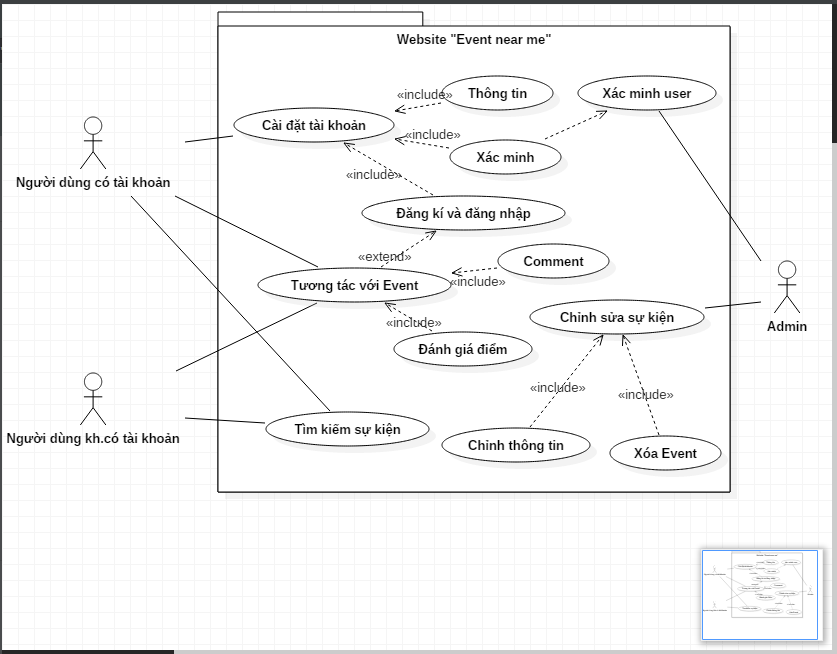 Website "Event near me"
«include»
Thông tin
Xác minh user
Cài đặt tài khoản
«include»
Xác minh
Người dùng có tài khoản
«include»
Đăng kí và đăng nhập
«extend»
Comment
Tương tác với Event
«include»
Chỉnh sửa sự kiện
Admin
«include»
Đánh giá điểm
«include»
«include»
Người dùng kh.có tài khoản
Tìm kiếm sự kiện
Chỉnh thông tin
Xóa Event